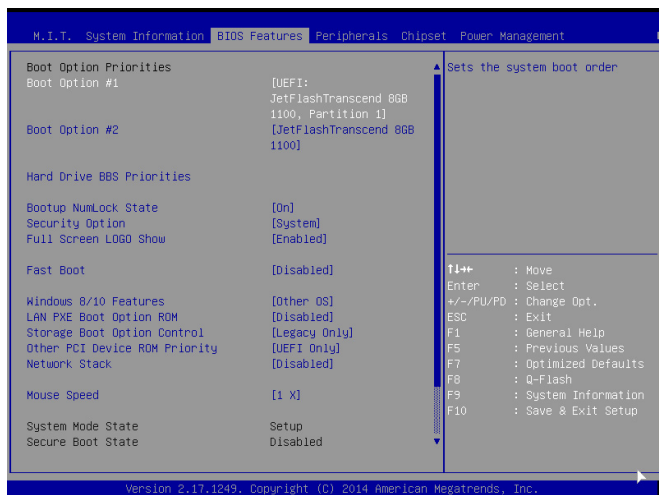 M.I.T. System Information BIOS Features Peripherals Chipset Power Management
Boot Option Priorities
Boot Option #1 [UEFI:
JetFlashTranscend 8GB
1100, Partition 1]
Boot Option #2 [JetFlashTranscend 8GB
1100]
Hard Drive BBS Priorities
Bootup NumLock State [On]
Security Option [System]
Full Screen LOGO Show [Enabled]
Fast Boot [Disabled]
Windows 8/10 Features [Other OS]
LAN PXE Boot Option ROM [Disabled]
Storage Boot Option Control [Legacy Only]
Other PCI Device ROM Priority [UEFI Only]
Network Stack [Disabled]
Mouse Speed [1 X]
System Mode State Setup
Secure Boot State Disabled
Sets the system boot order
↑↓→← : Move
Enter : Select
+/-/PU/PD : Change Opt.
ESC : Exit
F1 : General Help
F5 : Previous Values
F7 : Optimized Defaults
F8 : Q-Flash
F9 : System Information
F10 : Save & Exit Setup
Version 2.17.1249. Copyright (C) 2014 American Megatrends, Inc.